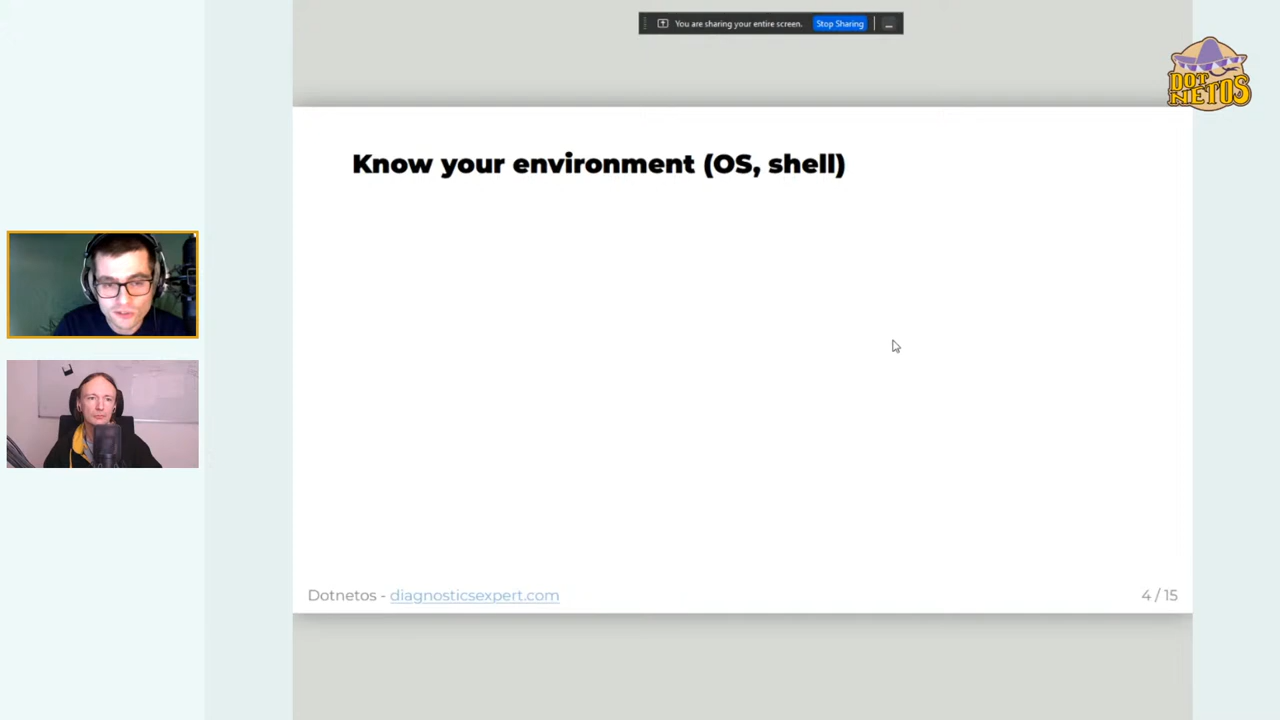 You are sharing your entire screen.
Stop Sharing
DOT
NETOS
Know your environment (OS, shell)
Dotnetos - diagnosticsexpert.com
4 / 15